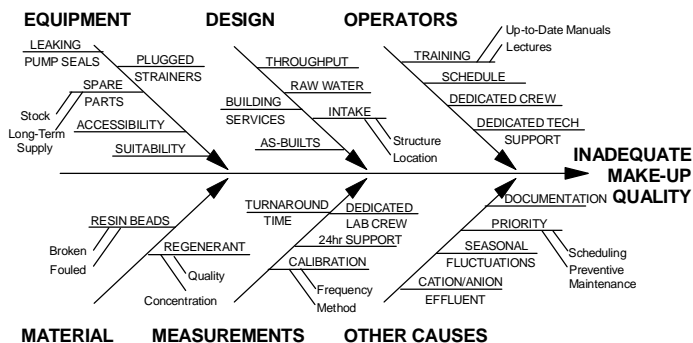 EQUIPMENT
DESIGN
OPERATORS
LEAKING
PUMP SEALS
PLUGGED
STRAINERS
SPARE
PARTS
Stock
Long-Term
Supply
ACCESSIBILITY
SUITABILITY
THROUGHPUT
RAW WATER
BUILDING
SERVICES
INTAKE
Structure
Location
AS-BUILTS
TRAINING
Up-to-Date Manuals
Lectures
SCHEDULE
DEDICATED CREW
DEDICATED TECH
SUPPORT
INADEQUATE
MAKE-UP
QUALITY
RESIN BEADS
Broken
Fouled
REGENERANT
Quality
Concentration
TURNAROUND
TIME
DEDICATED
LAB CREW
24hr SUPPORT
CALIBRATION
Frequency
Method
DOCUMENTATION
PRIORITY
Scheduling
Preventive
Maintenance
SEASONAL
FLUCTUATIONS
CATION/ANION
EFFLUENT
MATERIAL
MEASUREMENTS
OTHER CAUSES